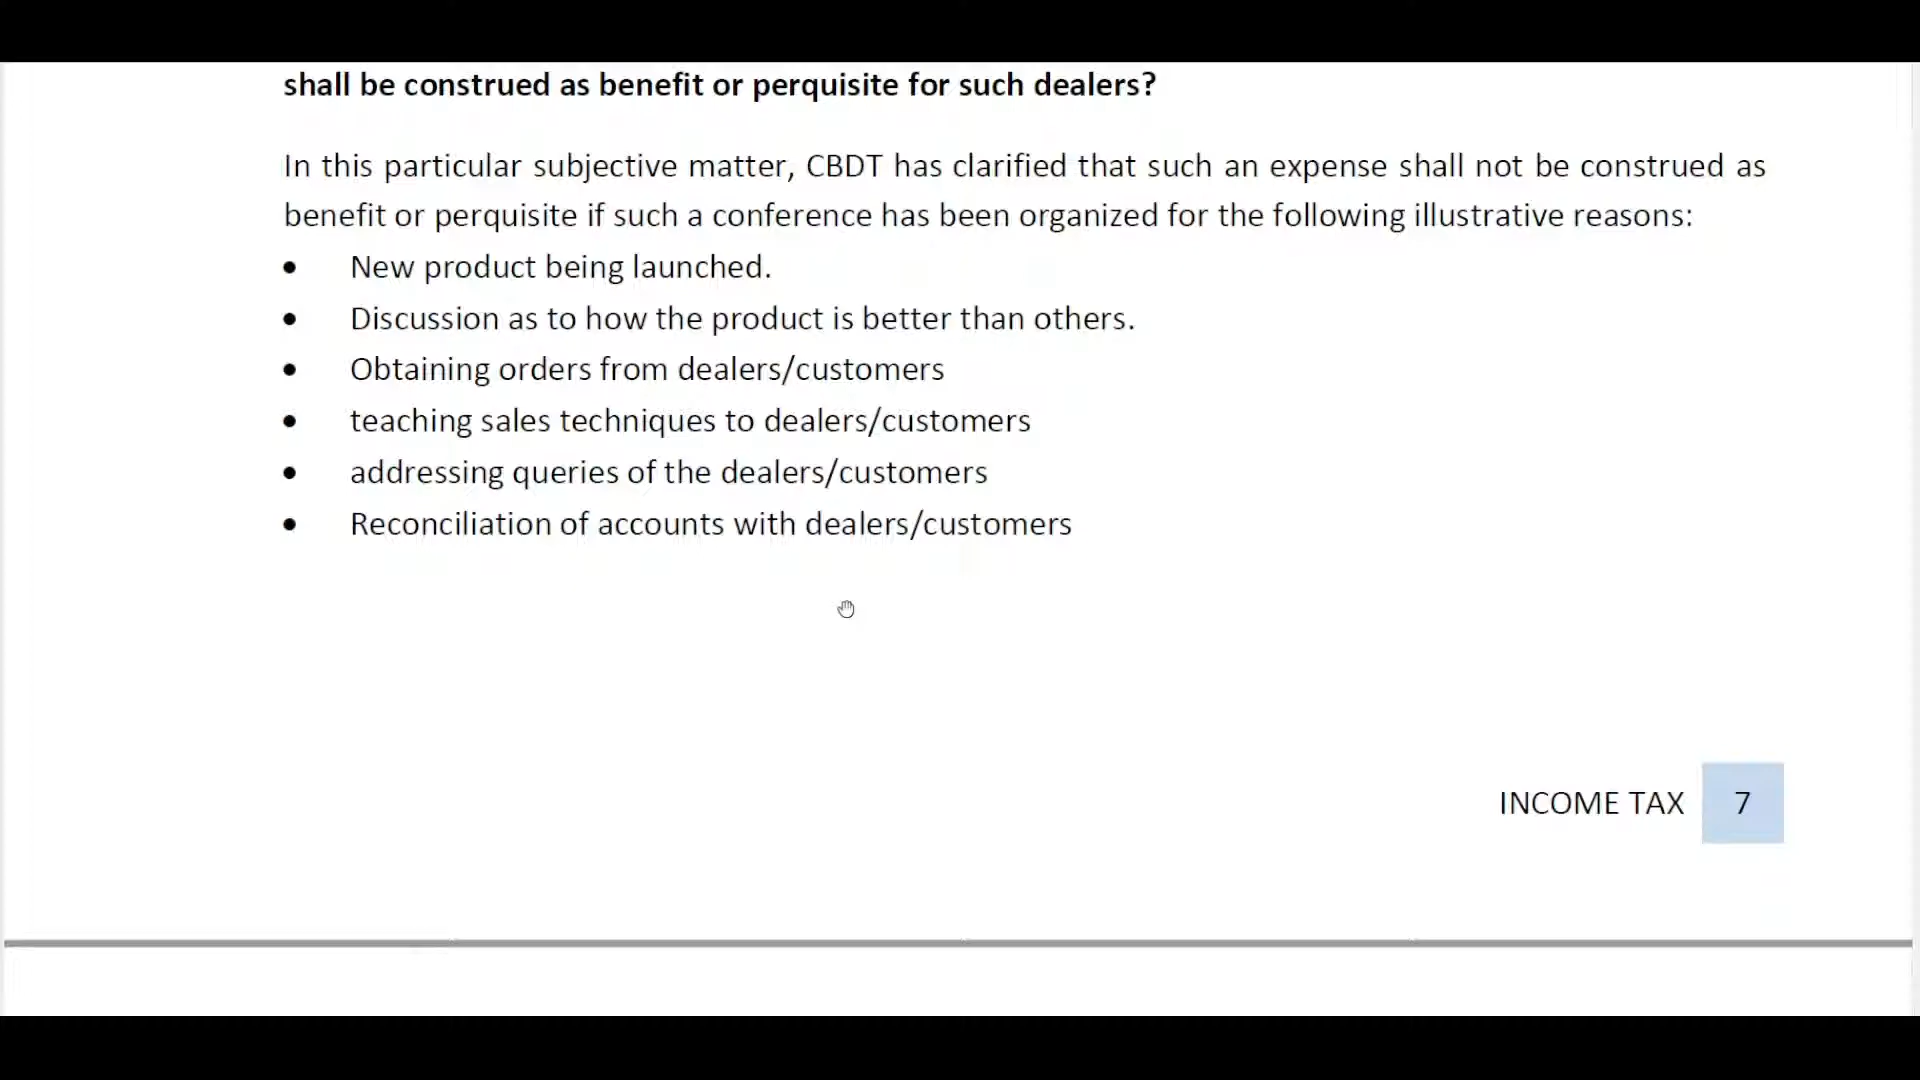 shall be construed as benefit or perquisite for such dealers?
In this particular subjective matter, CBDT has clarified that such an expense shall not be construed as
benefit or perquisite if such a conference has been organized for the following illustrative reasons:
• New product being launched.
• Discussion as to how the product is better than others.
• Obtaining orders from dealers/customers
• teaching sales techniques to dealers/customers
• addressing queries of the dealers/customers
• Reconciliation of accounts with dealers/customers
INCOME TAX 7